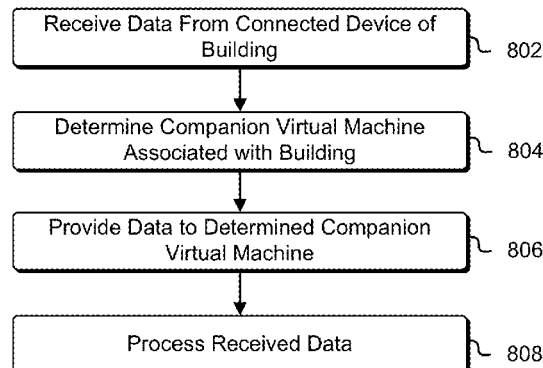 Receive Data From Connected Device of
Building
802
Determine Companion Virtual Machine
Associated with Building
804
Provide Data to Determined Companion
Virtual Machine
806
Process Received Data
808